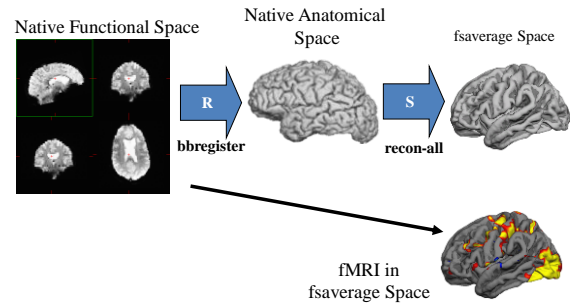 Native Functional Space
Native Anatomical
Space
fsaverage Space
R
S
bbregister
recon-all
fMRI in
fsaverage Space